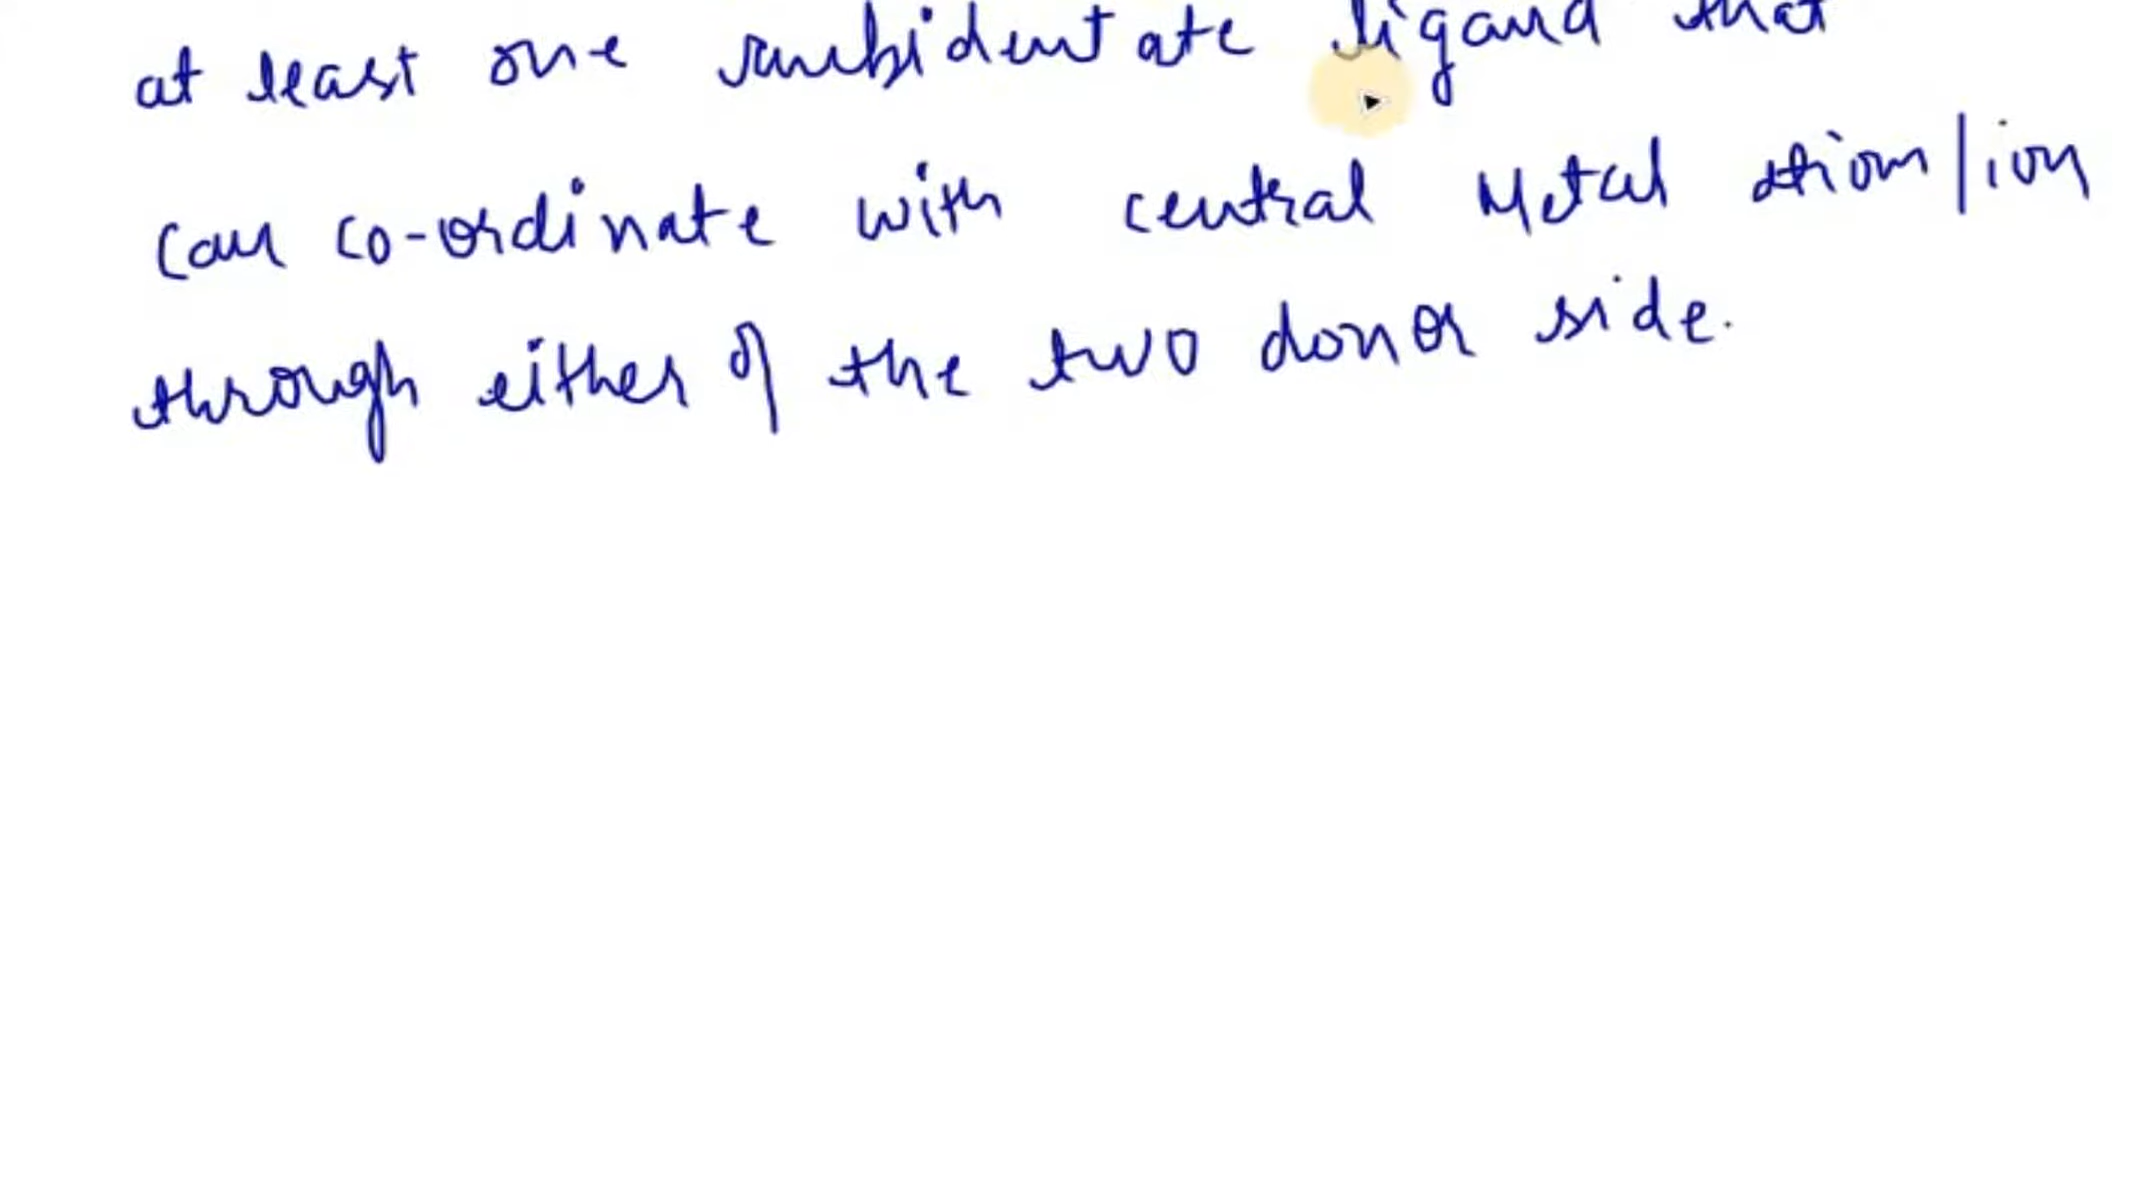 at least one ambidentate ligand that
can co-ordinate with central Metal atom/ion
through either of the two donor side.